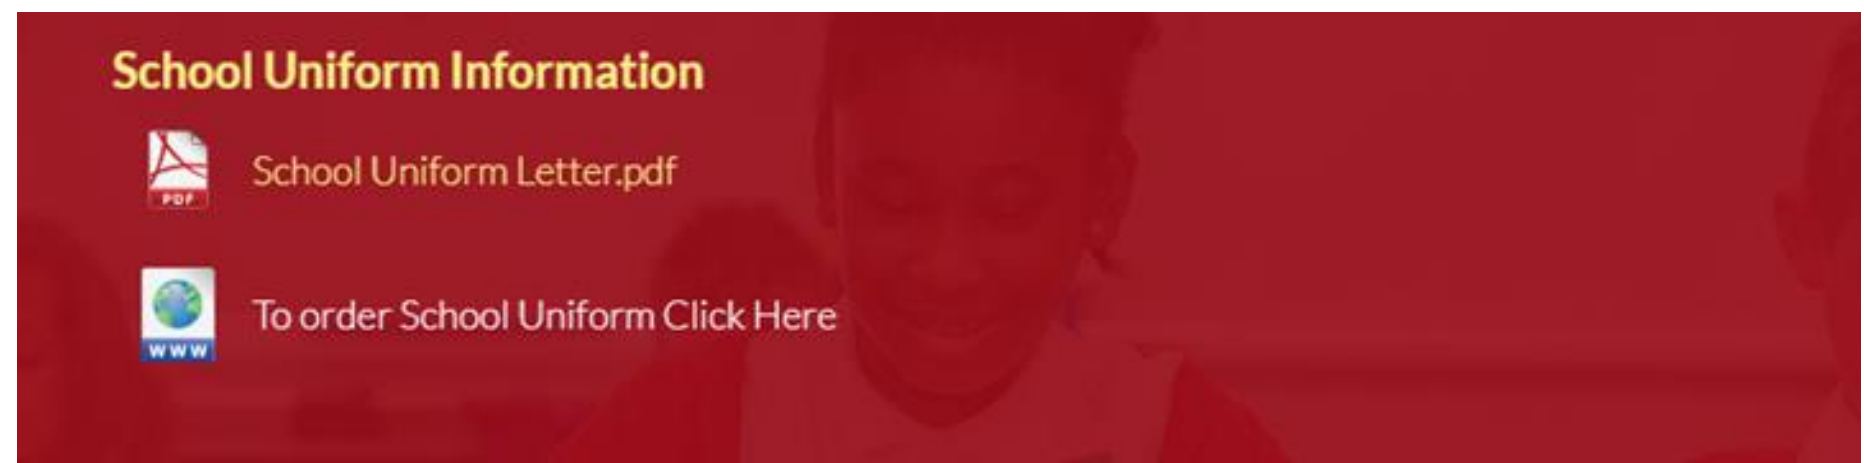 School Uniform Information
PDF
School Uniform Letter.pdf
WWW
To order School Uniform Click Here